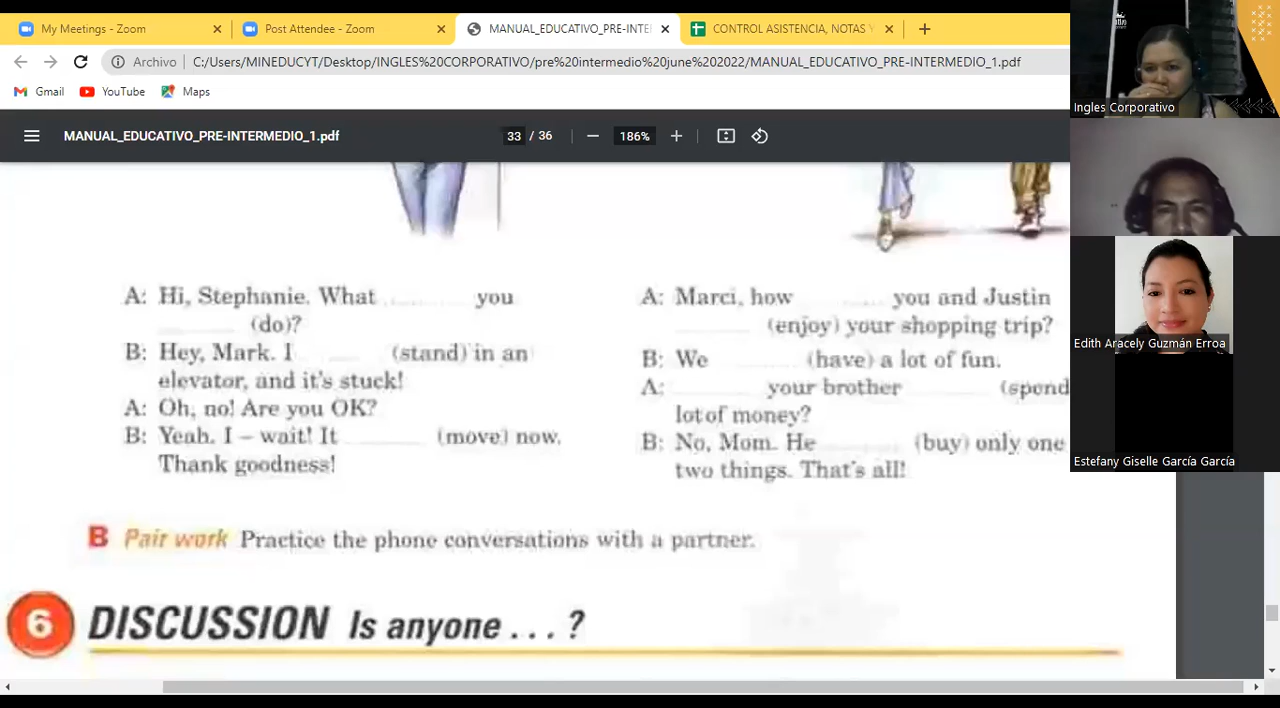 My Meetings - Zoom
Post Attendee - Zoom
MANUAL_EDUCATIVO_PRE-INTE
CONTROL ASISTENCIA, NOTAS Y
Archivo
C:/Users/MINEDUCYT/Desktop/INGLES%20CORPORATIVO/pre%20intermedio%20june%202022/MANUAL_EDUCATIVO_PRE-INTERMEDIO_1.pdf
Gmail
YouTube
Maps
MANUAL_EDUCATIVO_PRE-INTERMEDIO_1.pdf
33 / 36
186%
A: Hi, Stephanie. What ........ you
........ (do)?
B: Hey, Mark. I ........ (stand) in an
elevator, and it's stuck!
A: Oh, no! Are you OK?
B: Yeah. I – wait! It ........ (move) now.
Thank goodness!
A: Marci, how ........ you and Justin
........ (enjoy) your shopping trip?
B: We ........ (have) a lot of fun.
A: ........ your brother ........ (spend
lot of money?
B: No, Mom. He ........ (buy) only one
two things. That's all!
B Pair work Practice the phone conversations with a partner.
6 DISCUSSION Is anyone . . . ?
Ingles Corporativo
Edith Aracely Guzmán Erroa
Estefany Giselle García García